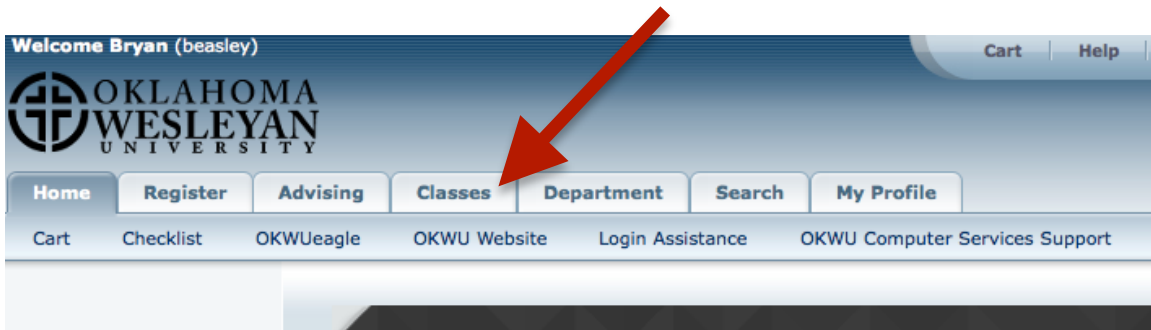 Welcome Bryan (beasley)
Cart Help
OKLAHOMA
WESLEYAN
UNIVERSITY
Home Register Advising Classes Department Search My Profile
Cart Checklist OKWUeagle OKWU Website Login Assistance OKWU Computer Services Support